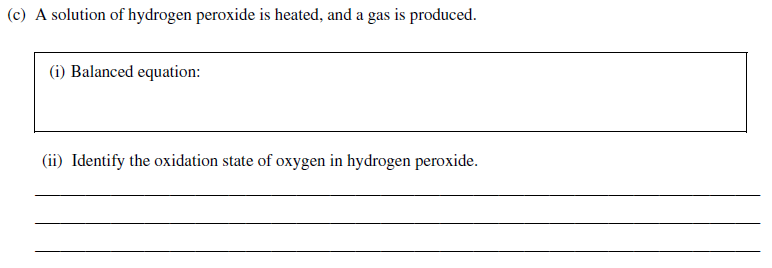 (c) A solution of hydrogen peroxide is heated, and a gas is produced.
(i) Balanced equation:
(ii) Identify the oxidation state of oxygen in hydrogen peroxide.